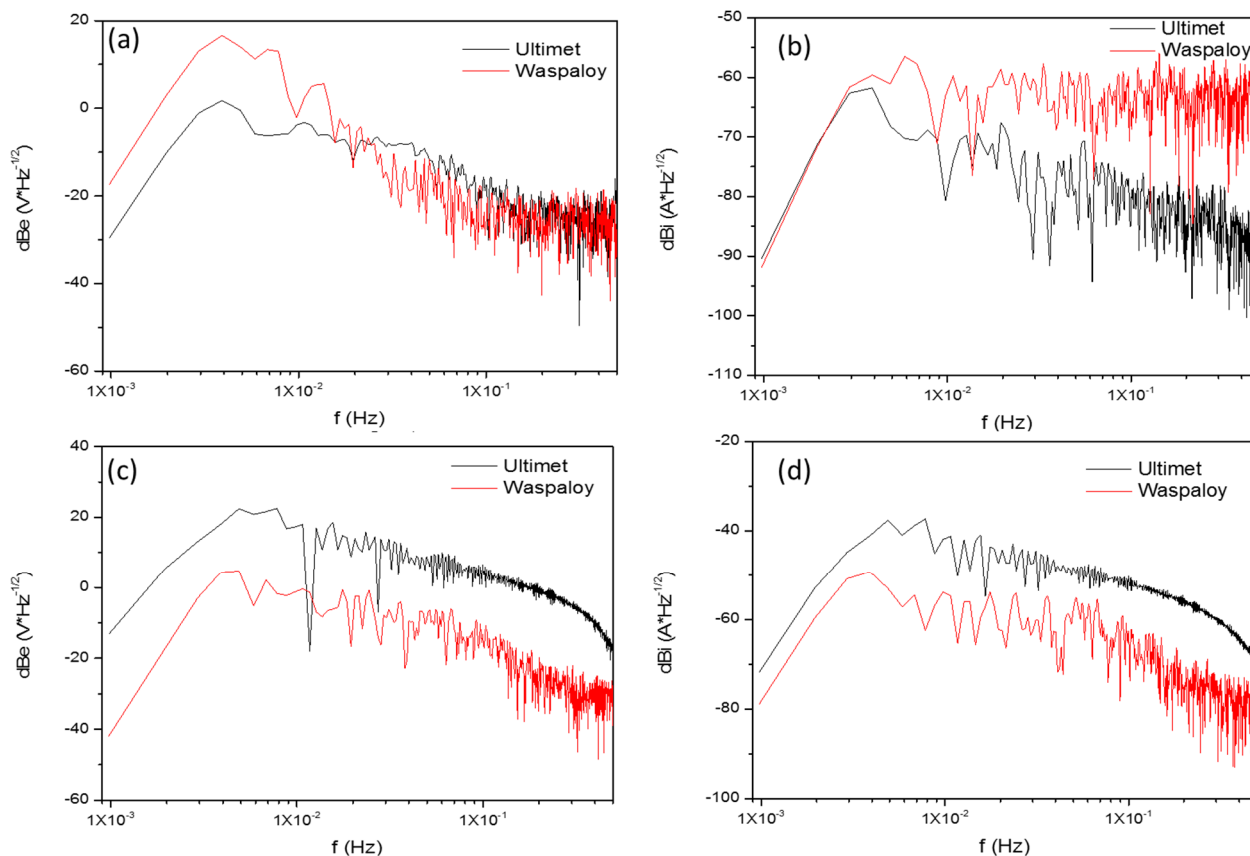 (a)
Ultimet
Waspaloy
20
0
-20
-40
-60
dBe (V*Hz-1/2)
1X10-3
1X10-2
1X10-1
f (Hz)
(b)
Ultimet
Waspaloy
-50
-60
-70
-80
-90
-100
-110
dBi (A*Hz-1/2)
1X10-3
1X10-2
1X10-1
f (Hz)
(c)
Ultimet
Waspaloy
40
20
0
-20
-40
-60
dBe (V*Hz-1/2)
1X10-3
1X10-2
1X10-1
f (Hz)
(d)
Ultimet
Waspaloy
-20
-40
-60
-80
-100
dBi (A*Hz-1/2)
1X10-3
1X10-2
1X10-1
f (Hz)